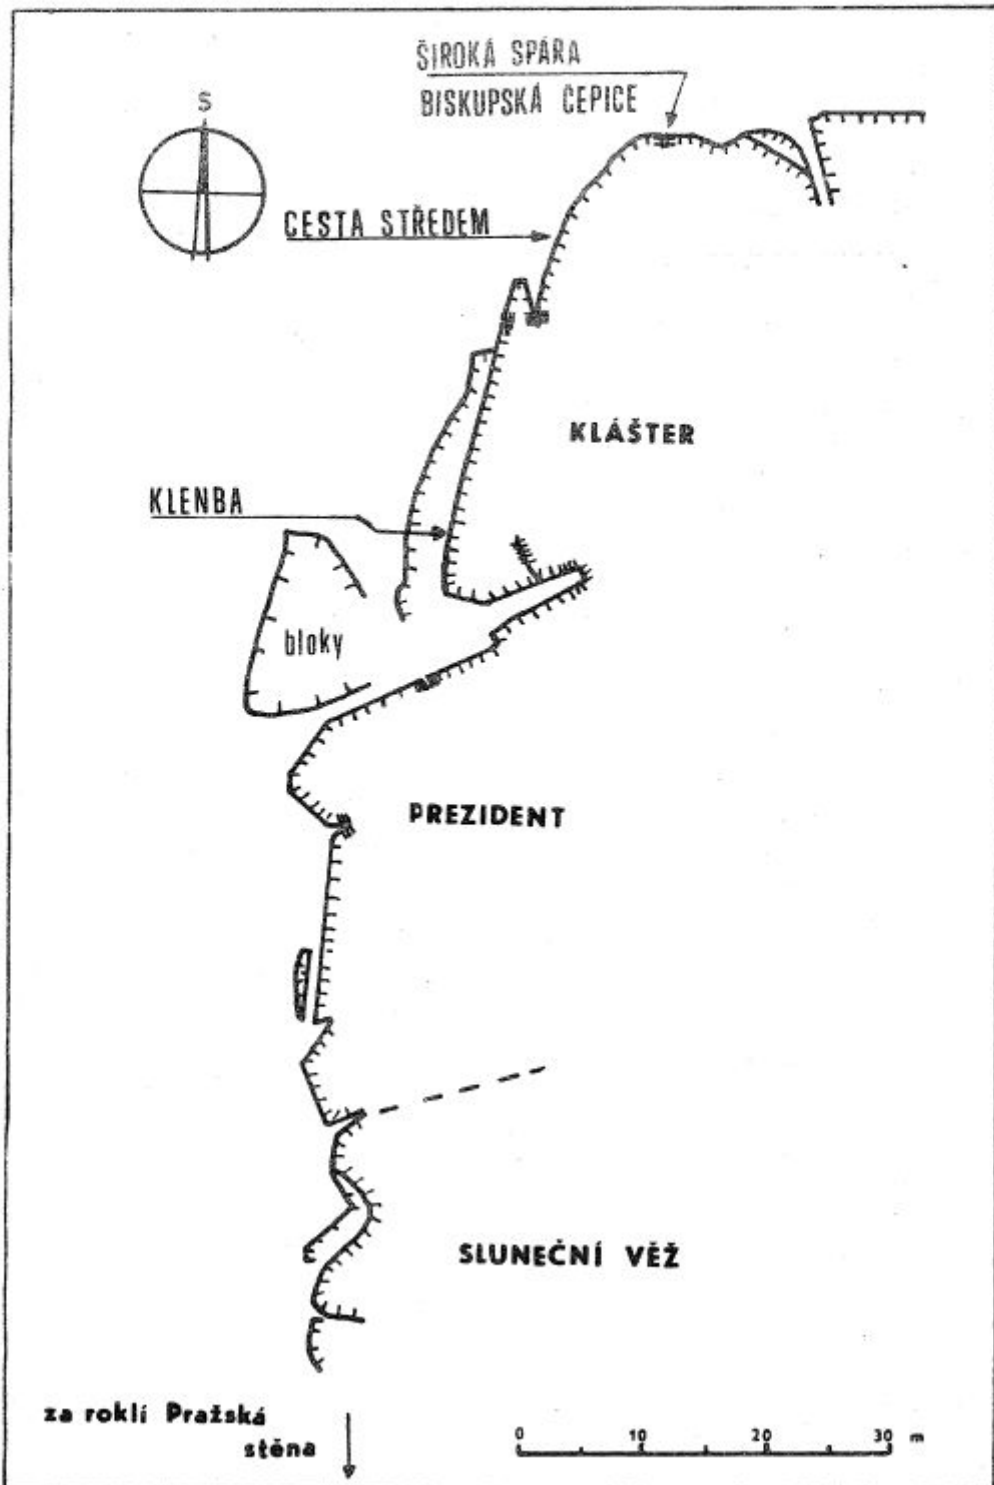 ŠIROKÁ SPÁRA
BISKUPSKÁ ČEPICE
S
CESTA STŘEDEM
KLÁŠTER
KLENBA
bloky
PREZIDENT
SLUNEČNÍ VĚŽ
za roklí Pražská
stěna
0 10 20 30 m